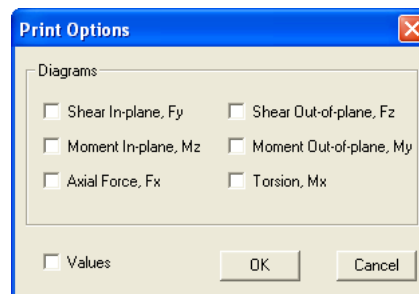 Print Options
Diagrams
Shear In-plane, Fy
Shear Out-of-plane, Fz
Moment In-plane, Mz
Moment Out-of-plane, My
Axial Force, Fx
Torsion, Mx
Values
OK
Cancel